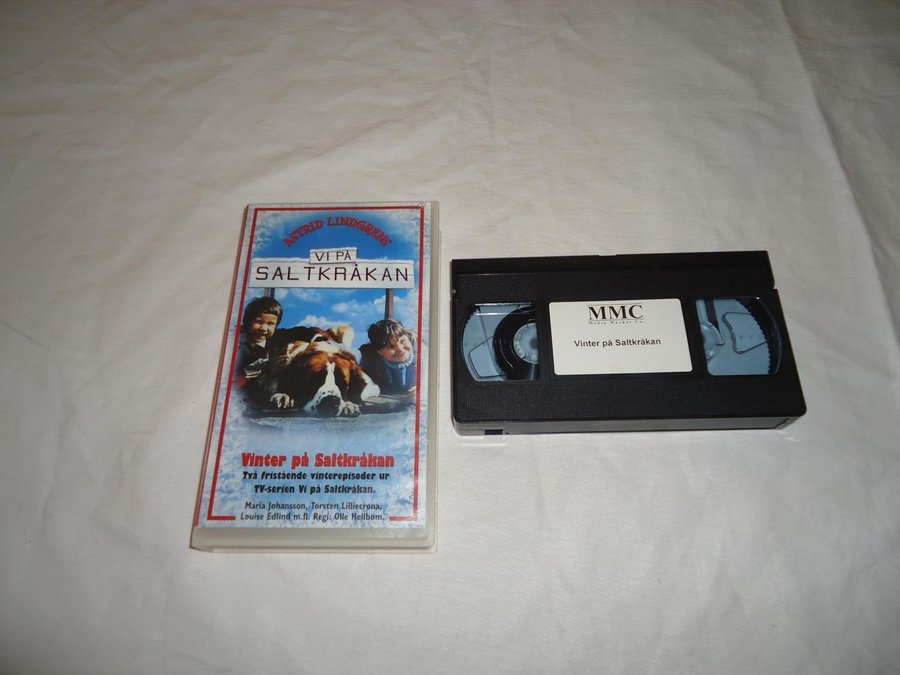 ASTRID LINDGRENS
VI PÅ
SALTKRÅKAN
Vinter på Saltkråkan
Två fristående vinterepisoder ur
TV-serien Vi på Saltkråkan.
Maria Johansson, Torsten Lilliecrona,
Louise Edlind m.fl. Regi: Olle Hellbom.
MMC
Media Market Co.
Vinter på Saltkråkan